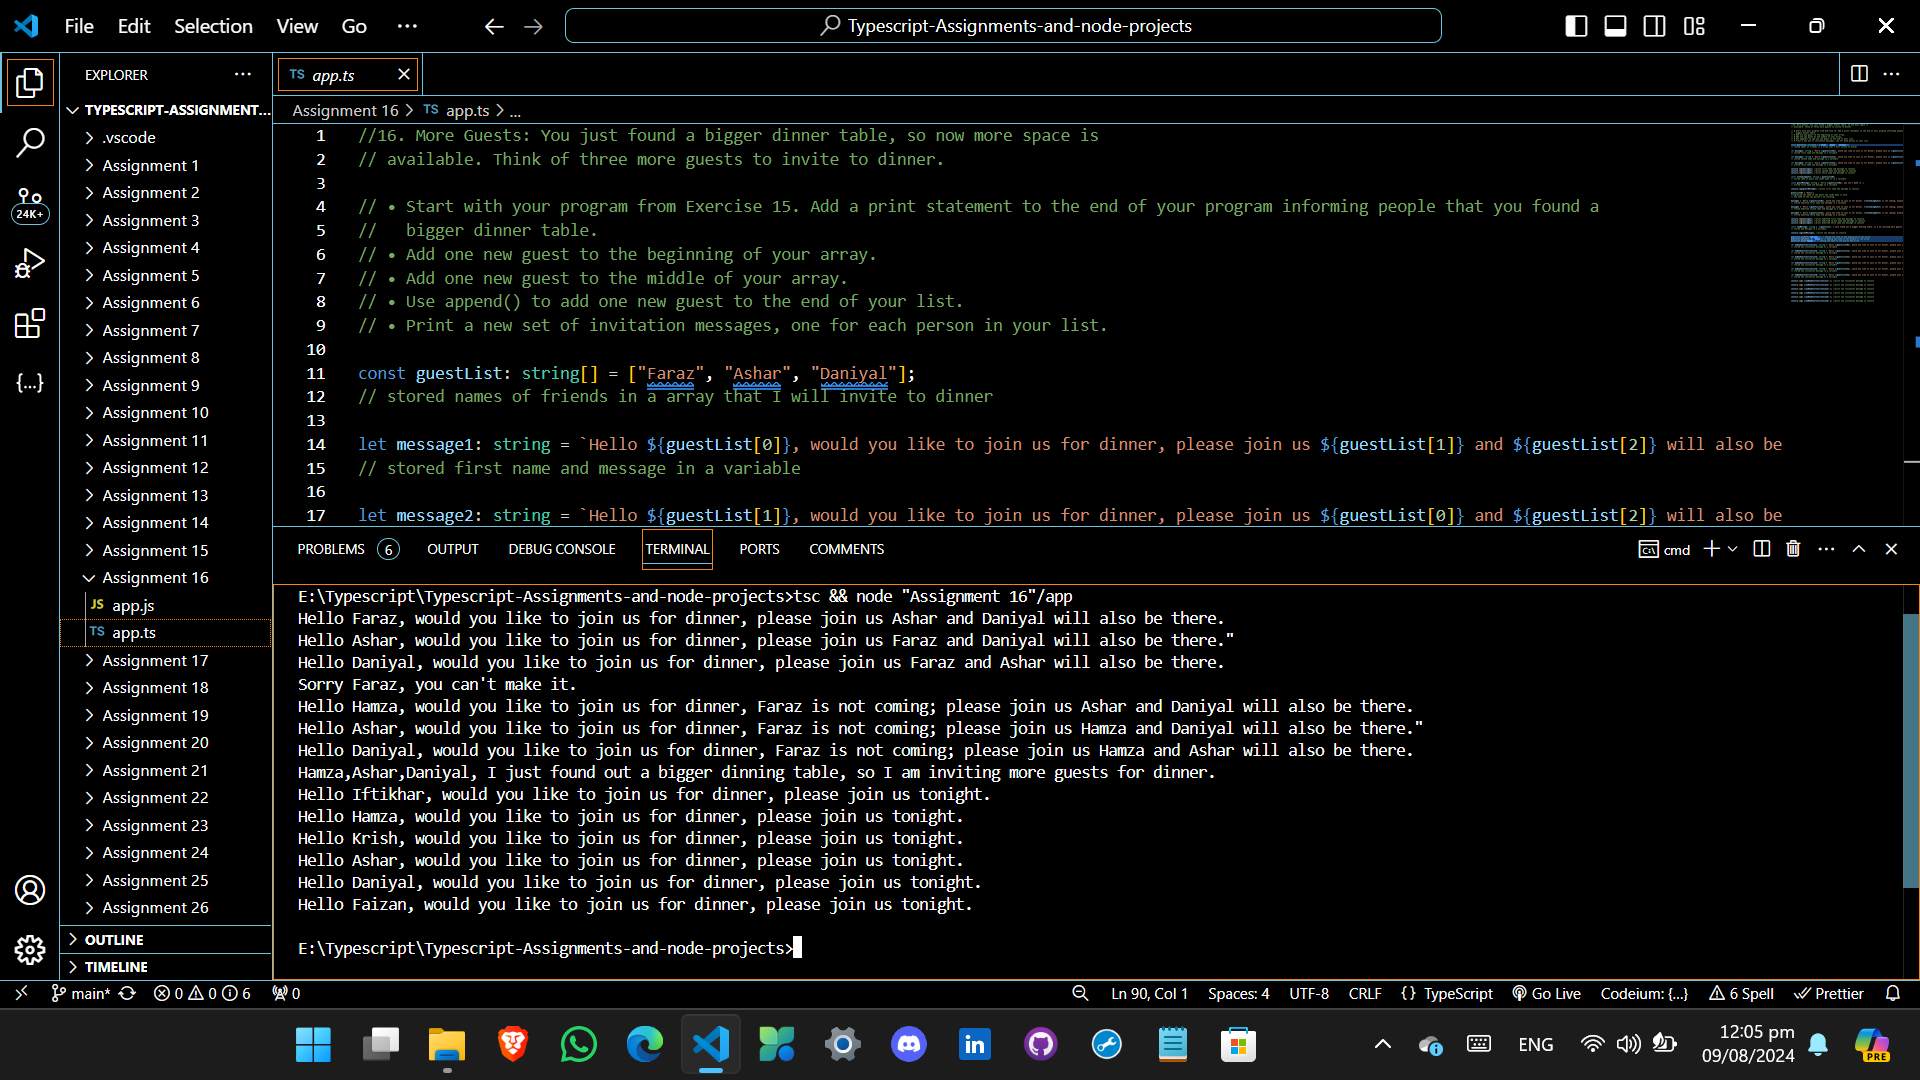 File Edit Selection View Go ···
Typescript-Assignments-and-node-projects
EXPLORER
TYPESCRIPT-ASSIGNMENT...
.vscode
Assignment 1
Assignment 2
Assignment 3
Assignment 4
Assignment 5
Assignment 6
Assignment 7
Assignment 8
Assignment 9
Assignment 10
Assignment 11
Assignment 12
Assignment 13
Assignment 14
Assignment 15
Assignment 16
JS app.js
TS app.ts
Assignment 17
Assignment 18
Assignment 19
Assignment 20
Assignment 21
Assignment 22
Assignment 23
Assignment 24
Assignment 25
Assignment 26
OUTLINE
TIMELINE
24K+
TS app.ts
Assignment 16 > TS app.ts > ...
1 //16. More Guests: You just found a bigger dinner table, so now more space is
2 // available. Think of three more guests to invite to dinner.
3
4 // • Start with your program from Exercise 15. Add a print statement to the end of your program informing people that you found a
5 // bigger dinner table.
6 // • Add one new guest to the beginning of your array.
7 // • Add one new guest to the middle of your array.
8 // • Use append() to add one new guest to the end of your list.
9 // • Print a new set of invitation messages, one for each person in your list.
10
11 const guestList: string[] = ["Faraz", "Ashar", "Daniyal"];
12 // stored names of friends in a array that I will invite to dinner
13
14 let message1: string = `Hello ${guestList[0]}, would you like to join us for dinner, please join us ${guestList[1]} and ${guestList[2]} will also be
15 // stored first name and message in a variable
16
17 let message2: string = `Hello ${guestList[1]}, would you like to join us for dinner, please join us ${guestList[0]} and ${guestList[2]} will also be
PROBLEMS 6 OUTPUT DEBUG CONSOLE TERMINAL PORTS COMMENTS
cmd
E:\Typescript\Typescript-Assignments-and-node-projects>tsc && node "Assignment 16"/app
Hello Faraz, would you like to join us for dinner, please join us Ashar and Daniyal will also be there.
Hello Ashar, would you like to join us for dinner, please join us Faraz and Daniyal will also be there."
Hello Daniyal, would you like to join us for dinner, please join us Faraz and Ashar will also be there.
Sorry Faraz, you can't make it.
Hello Hamza, would you like to join us for dinner, Faraz is not coming; please join us Ashar and Daniyal will also be there.
Hello Ashar, would you like to join us for dinner, Faraz is not coming; please join us Hamza and Daniyal will also be there."
Hello Daniyal, would you like to join us for dinner, Faraz is not coming; please join us Hamza and Ashar will also be there.
Hamza,Ashar,Daniyal, I just found out a bigger dinning table, so I am inviting more guests for dinner.
Hello Iftikhar, would you like to join us for dinner, please join us tonight.
Hello Hamza, would you like to join us for dinner, please join us tonight.
Hello Krish, would you like to join us for dinner, please join us tonight.
Hello Ashar, would you like to join us for dinner, please join us tonight.
Hello Daniyal, would you like to join us for dinner, please join us tonight.
Hello Faizan, would you like to join us for dinner, please join us tonight.
E:\Typescript\Typescript-Assignments-and-node-projects>
main* 0 0 6 0
Ln 90, Col 1 Spaces: 4 UTF-8 CRLF {} TypeScript Go Live Codeium: {...} 6 Spell Prettier
ENG
12:05 pm
09/08/2024
PRE